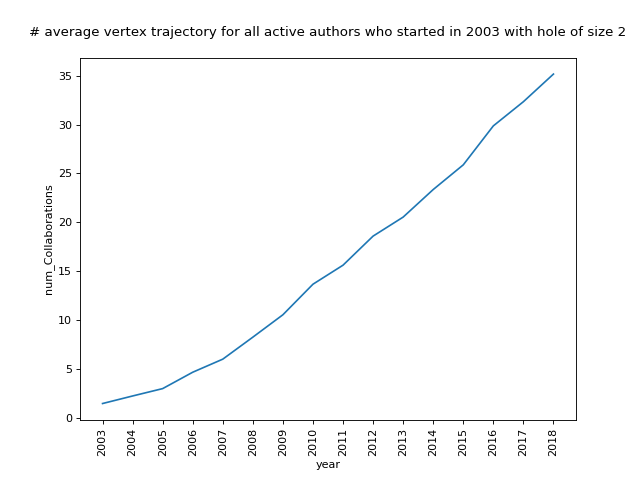 # average vertex trajectory for all active authors who started in 2003 with hole of size 2
35
30
25
20
15
10
5
0
num_Collaborations
2003 2004 2005 2006 2007 2008 2009 2010 2011 2012 2013 2014 2015 2016 2017 2018
year